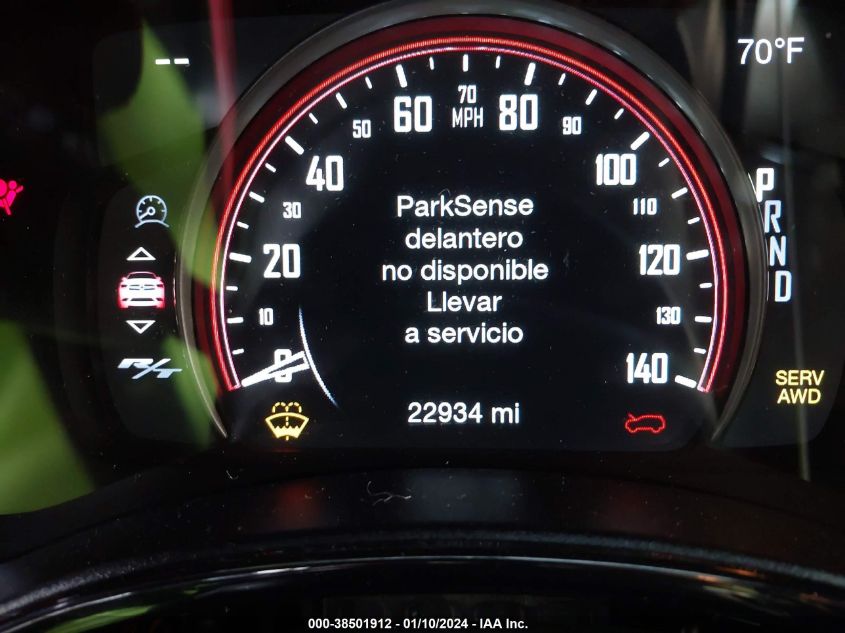 --
70°F
70
60 MPH 80
50 90
40 100
30 110
20 120
10 130
0 140
ParkSense
delantero
no disponible
Llevar
a servicio
22934 mi
R/T
P
R
N
D
SERV
AWD
000-38501912 - 01/10/2024 - IAA Inc.